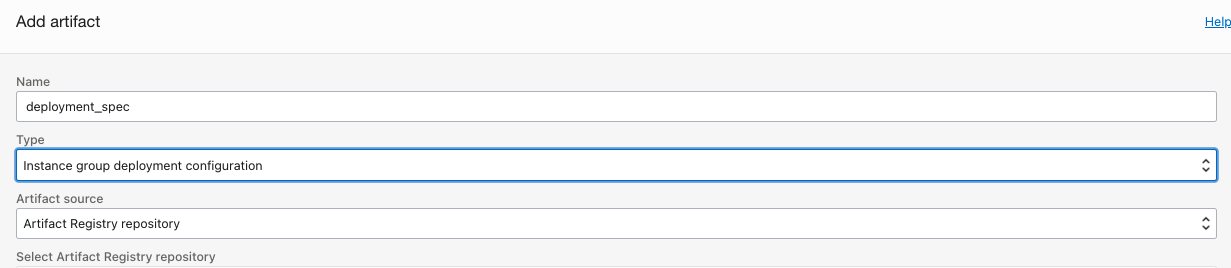 Add artifact
Help
Name
deployment_spec
Type
Instance group deployment configuration
Artifact source
Artifact Registry repository
Select Artifact Registry repository